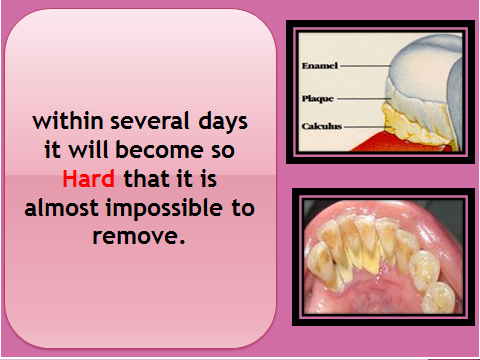 within several days
it will become so
Hard that it is
almost impossible to
remove.
Enamel
Plaque
Calculus